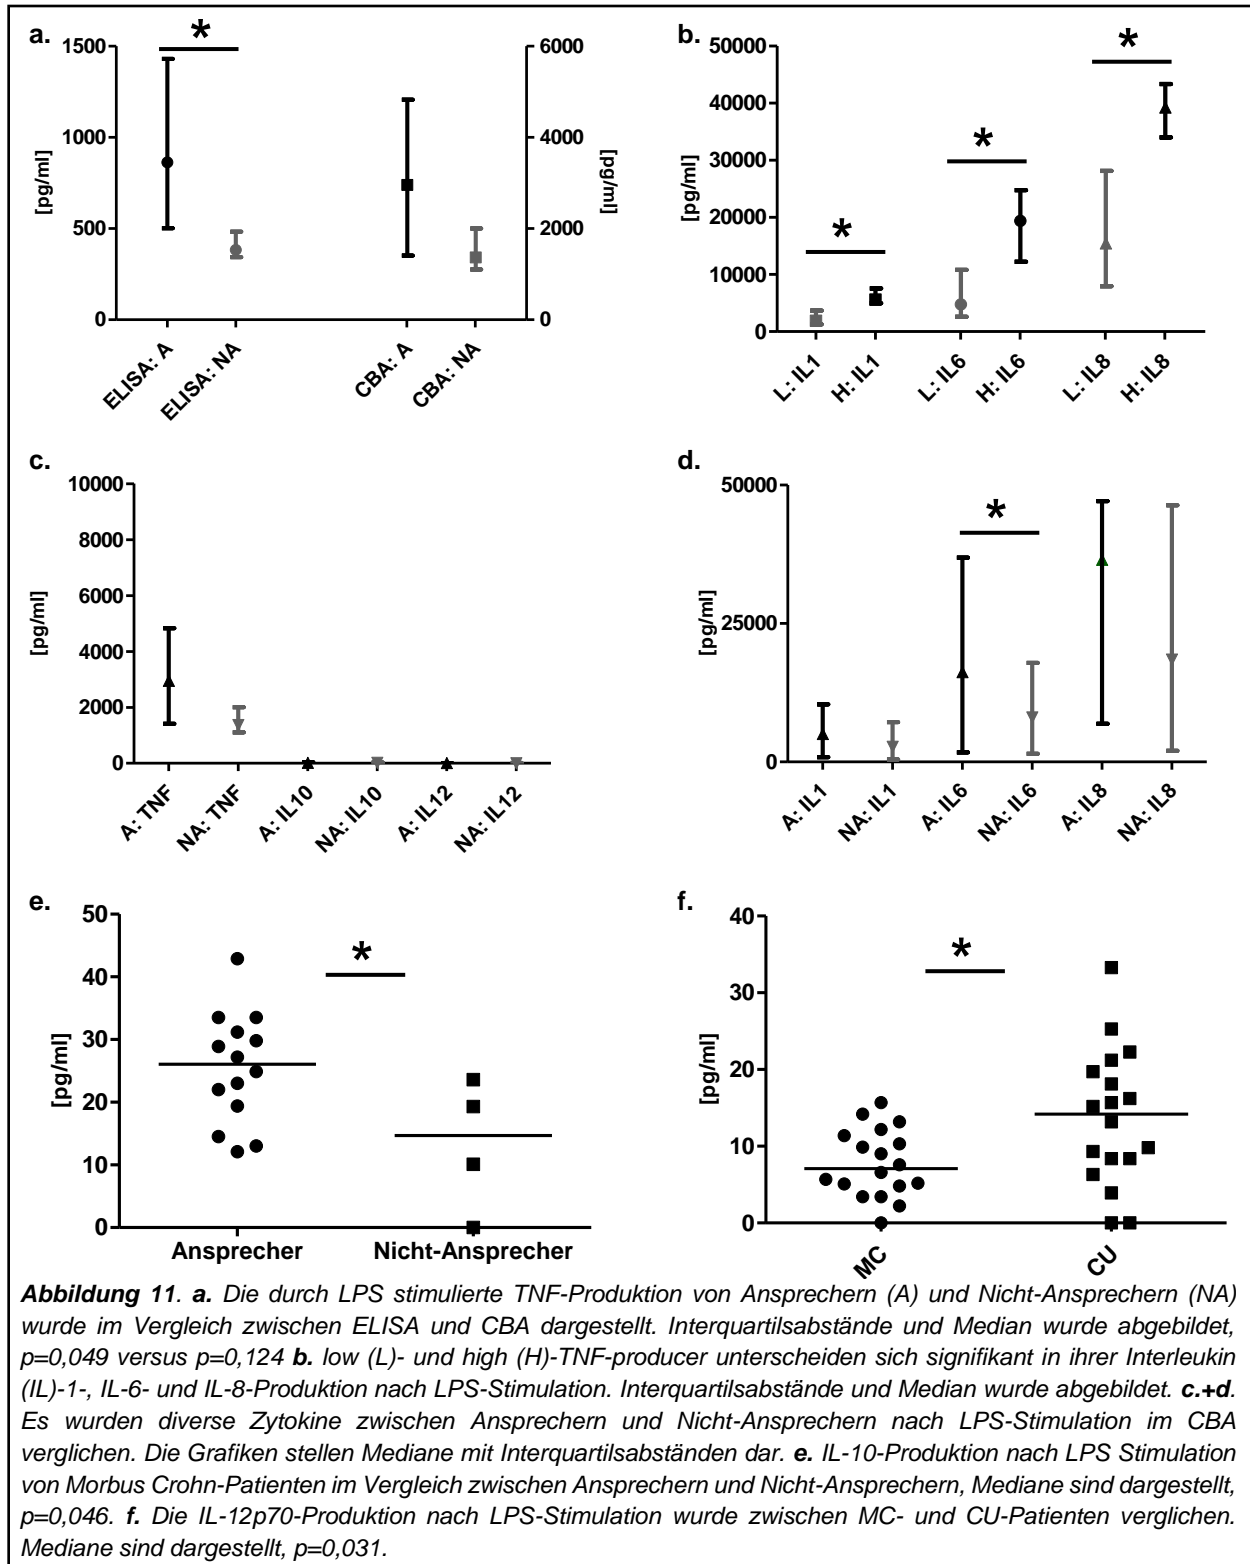 a.
*
1500
1000
500
0
[pg/ml]
6000
4000
2000
0
[pg/ml]
ELISA: A
ELISA: NA
CBA: A
CBA: NA
b.
*
*
*
50000
40000
30000
20000
10000
0
[pg/ml]
L: IL1
H: IL1
L: IL6
H: IL6
L: IL8
H: IL8
c.
10000
8000
6000
4000
2000
0
[pg/ml]
A: TNF
NA: TNF
A: IL10
NA: IL10
A: IL12
NA: IL12
d.
*
50000
25000
0
[pg/ml]
A: IL1
NA: IL1
A: IL6
NA: IL6
A: IL8
NA: IL8
e.
*
50
40
30
20
10
0
[pg/ml]
Ansprecher
Nicht-Ansprecher
f.
*
40
30
20
10
0
[pg/ml]
MC
CU
Abbildung 11. a. Die durch LPS stimulierte TNF-Produktion von Ansprechern (A) und Nicht-Ansprechern (NA)
wurde im Vergleich zwischen ELISA und CBA dargestellt. Interquartilsabstände und Median wurde abgebildet,
p=0,049 versus p=0,124 b. low (L)- und high (H)-TNF-producer unterscheiden sich signifikant in ihrer Interleukin
(IL)-1-, IL-6- und IL-8-Produktion nach LPS-Stimulation. Interquartilsabstände und Median wurde abgebildet. c.+d.
Es wurden diverse Zytokine zwischen Ansprechern und Nicht-Ansprechern nach LPS-Stimulation im CBA
verglichen. Die Grafiken stellen Mediane mit Interquartilsabständen dar. e. IL-10-Produktion nach LPS Stimulation
von Morbus Crohn-Patienten im Vergleich zwischen Ansprechern und Nicht-Ansprechern, Mediane sind dargestellt,
p=0,046. f. Die IL-12p70-Produktion nach LPS-Stimulation wurde zwischen MC- und CU-Patienten verglichen.
Mediane sind dargestellt, p=0,031.